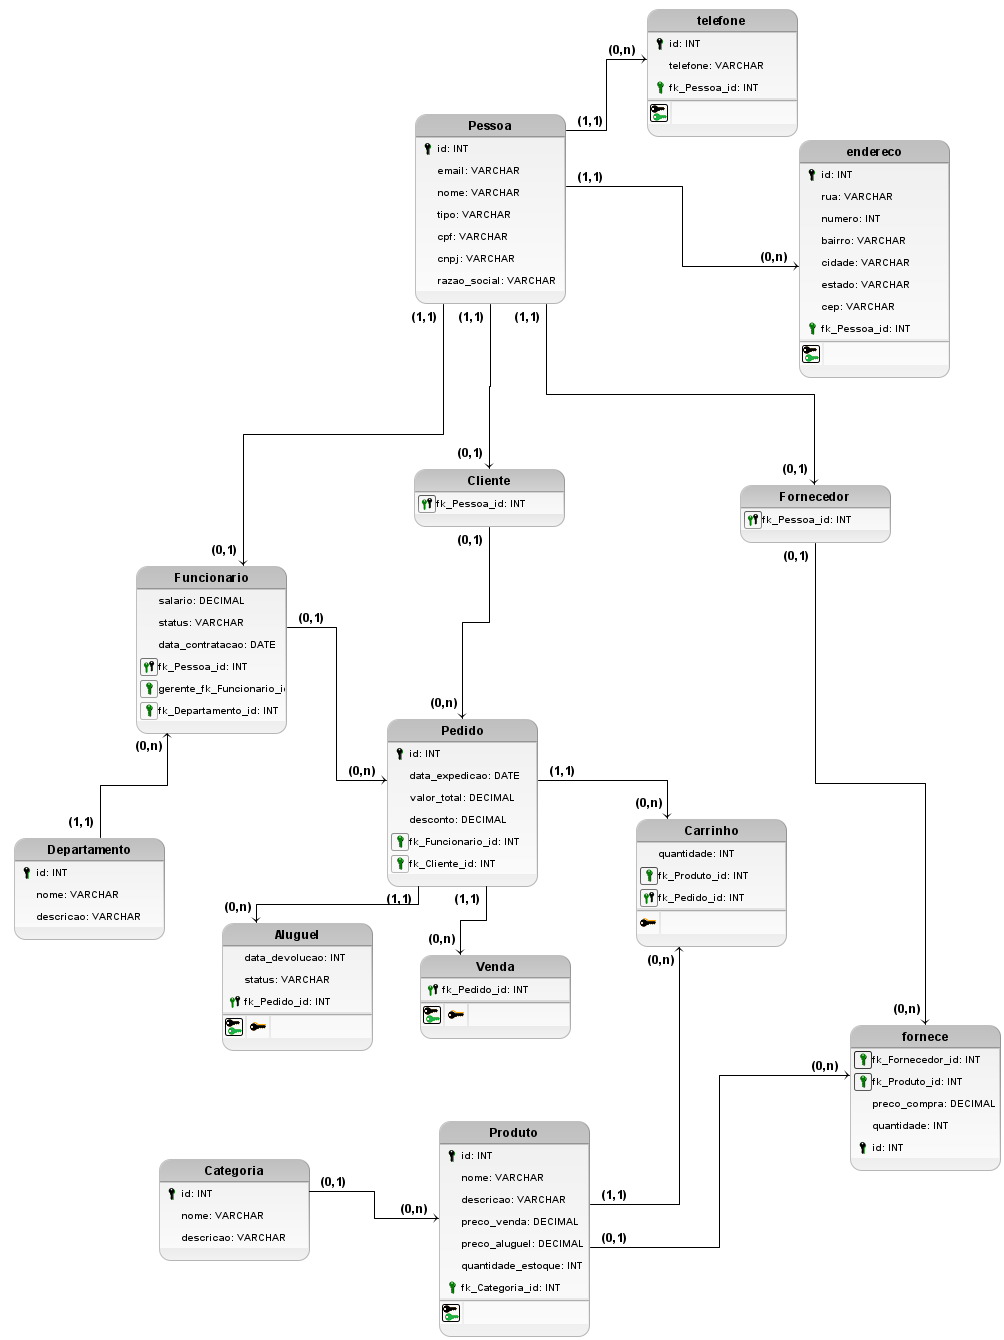 telefone
id: INT
telefone: VARCHAR
fk_Pessoa_id: INT
(0,n)
(1,1)
Pessoa
id: INT
email: VARCHAR
nome: VARCHAR
tipo: VARCHAR
cpf: VARCHAR
cnpj: VARCHAR
razao_social: VARCHAR
(1,1)
(0,n)
endereco
id: INT
rua: VARCHAR
numero: INT
bairro: VARCHAR
cidade: VARCHAR
estado: VARCHAR
cep: VARCHAR
fk_Pessoa_id: INT
(1,1)
(1,1)
(1,1)
(0,1)
(0,1)
(0,1)
Cliente
fk_Pessoa_id: INT
(0,1)
Fornecedor
fk_Pessoa_id: INT
(0,1)
Funcionario
salario: DECIMAL
status: VARCHAR
data_contratacao: DATE
fk_Pessoa_id: INT
gerente_fk_Funcionario_i
fk_Departamento_id: INT
(0,1)
(0,n)
(0,n)
(0,n)
(1,1)
Departamento
id: INT
nome: VARCHAR
descricao: VARCHAR
Pedido
id: INT
data_expedicao: DATE
valor_total: DECIMAL
desconto: DECIMAL
fk_Funcionario_id: INT
fk_Cliente_id: INT
(1,1)
(0,n)
Carrinho
quantidade: INT
fk_Produto_id: INT
fk_Pedido_id: INT
(0,n)
(1,1)
(1,1)
(0,n)
(0,n)
Aluguel
data_devolucao: INT
status: VARCHAR
fk_Pedido_id: INT
Venda
fk_Pedido_id: INT
(0,n)
fornece
fk_Fornecedor_id: INT
fk_Produto_id: INT
preco_compra: DECIMAL
quantidade: INT
id: INT
(0,n)
Produto
id: INT
nome: VARCHAR
descricao: VARCHAR
preco_venda: DECIMAL
preco_aluguel: DECIMAL
quantidade_estoque: INT
fk_Categoria_id: INT
(1,1)
(0,1)
Categoria
id: INT
nome: VARCHAR
descricao: VARCHAR
(0,1)
(0,n)